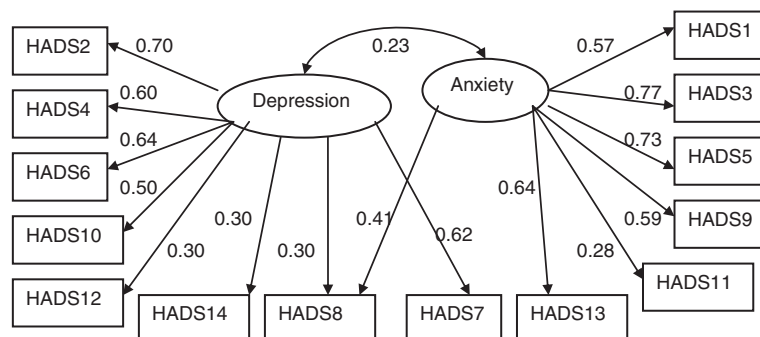 HADS1
HADS2
0.70
0.23
0.57
Depression
Anxiety
HADS3
0.77
HADS4
0.60
HADS5
0.73
HADS6
0.64
0.50
0.64
HADS9
0.59
HADS10
0.30
0.30
0.30
0.41
0.62
0.28
HADS11
HADS12
HADS14
HADS8
HADS7
HADS13